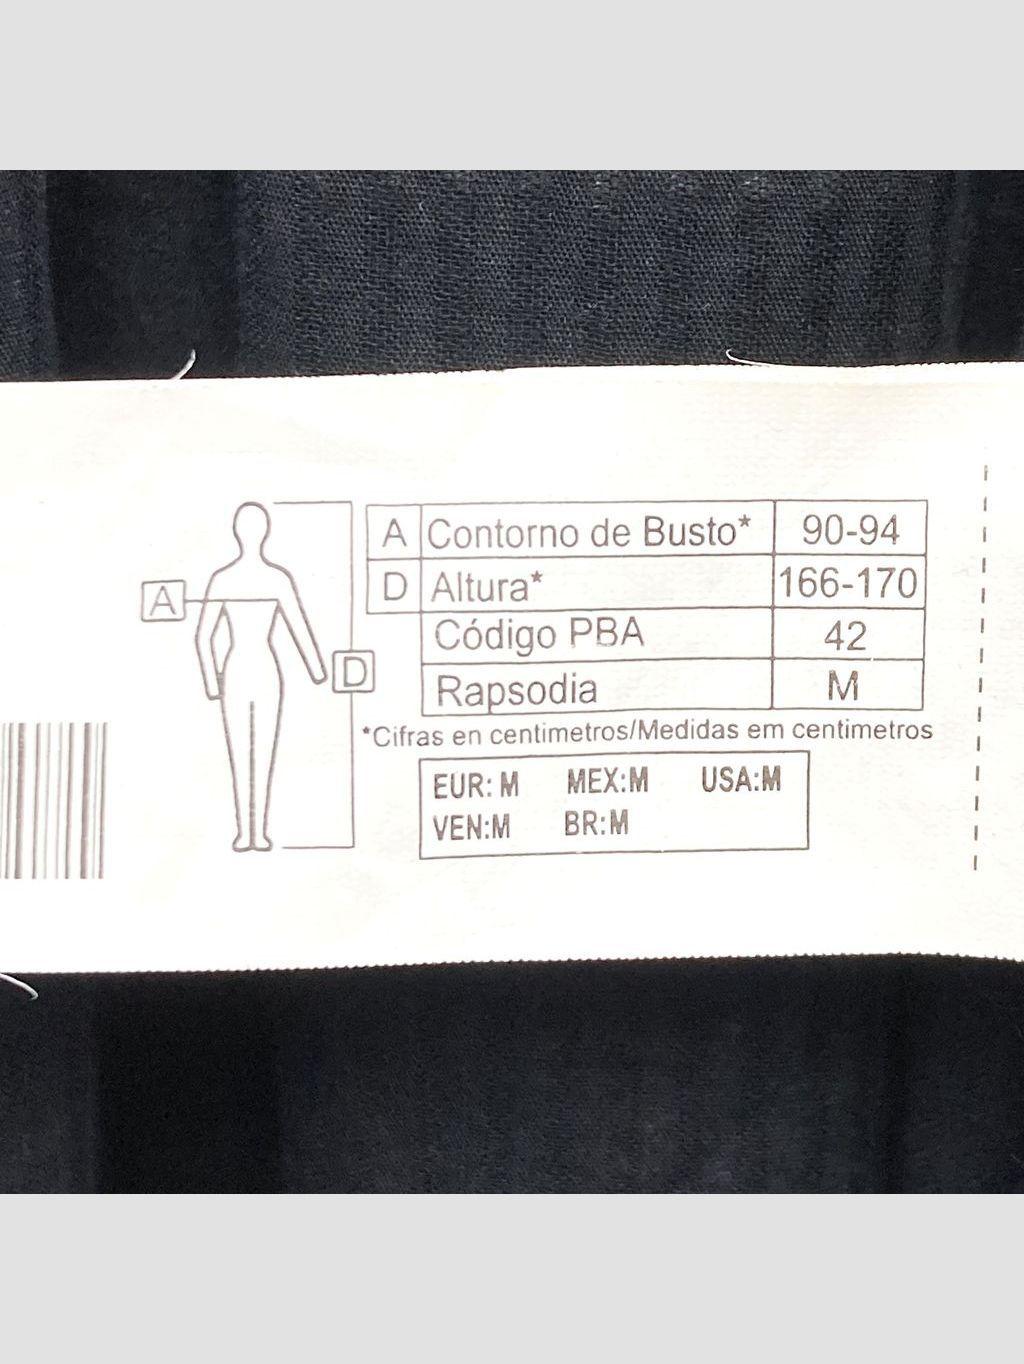 A Contorno de Busto* 90-94
A D Altura* 166-170
Código PBA 42
D Rapsodia M
*Cifras en centimetros/Medidas em centimetros
EUR: M MEX:M USA:M
VEN:M BR:M